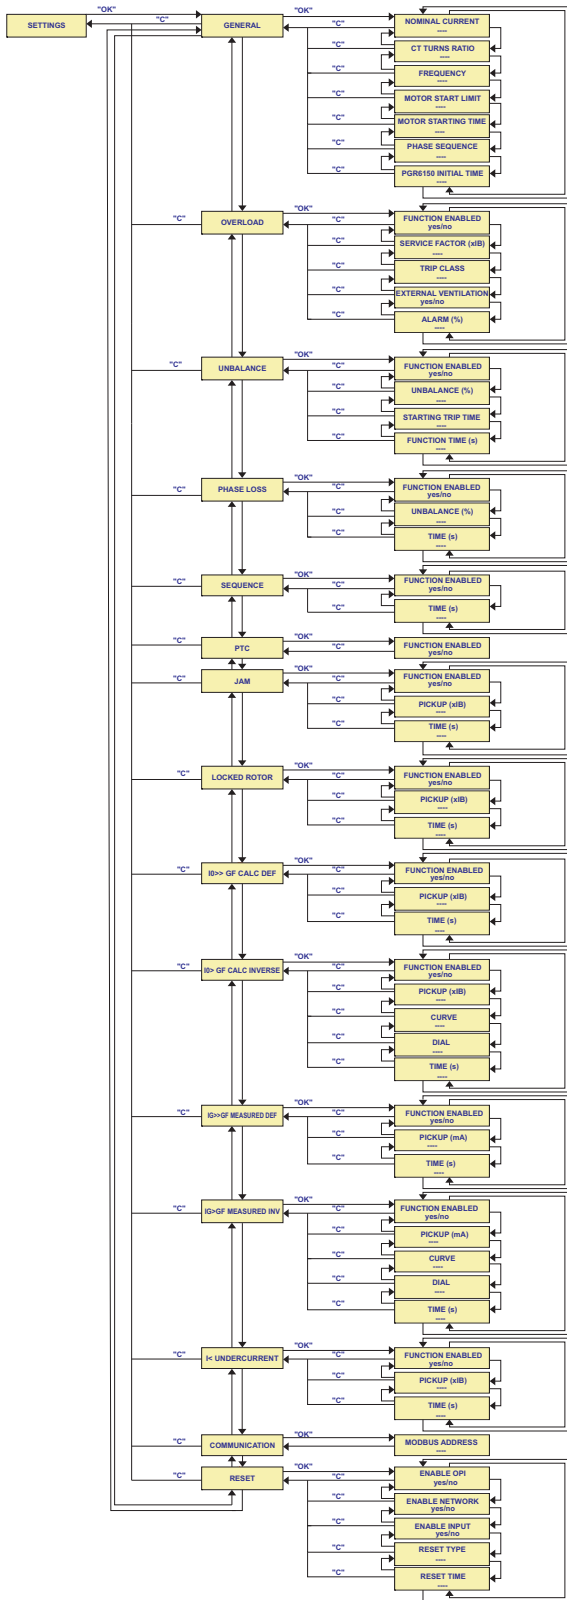 "OK"
SETTINGS
"C"
GENERAL
"OK"
"C"
NOMINAL CURRENT
----
"C"
CT TURNS RATIO
----
"C"
FREQUENCY
----
"C"
MOTOR START LIMIT
----
"C"
MOTOR STARTING TIME
----
"C"
PHASE SEQUENCE
----
"C"
PGR6150 INITIAL TIME
----
"C"
OVERLOAD
"OK"
"C"
FUNCTION ENABLED
yes/no
"C"
SERVICE FACTOR (xIB)
----
"C"
TRIP CLASS
----
"C"
EXTERNAL VENTILATION
yes/no
"C"
ALARM (%)
----
"C"
UNBALANCE
"OK"
"C"
FUNCTION ENABLED
yes/no
"C"
UNBALANCE (%)
----
"C"
STARTING TRIP TIME
----
"C"
FUNCTION TIME (s)
----
"C"
PHASE LOSS
"OK"
"C"
FUNCTION ENABLED
yes/no
"C"
UNBALANCE (%)
----
"C"
TIME (s)
----
"C"
SEQUENCE
"OK"
"C"
FUNCTION ENABLED
yes/no
"C"
TIME (s)
----
"C"
PTC
"OK"
"C"
FUNCTION ENABLED
yes/no
"C"
JAM
"OK"
"C"
FUNCTION ENABLED
yes/no
"C"
PICKUP (xIB)
----
"C"
TIME (s)
----
"C"
LOCKED ROTOR
"OK"
"C"
FUNCTION ENABLED
yes/no
"C"
PICKUP (xIB)
----
"C"
TIME (s)
----
"C"
I0>> GF CALC DEF
"OK"
"C"
FUNCTION ENABLED
yes/no
"C"
PICKUP (xIB)
----
"C"
TIME (s)
----
"C"
I0> GF CALC INVERSE
"OK"
"C"
FUNCTION ENABLED
yes/no
"C"
PICKUP (xIB)
----
"C"
CURVE
----
"C"
DIAL
----
"C"
TIME (s)
----
"C"
IG>>GF MEASURED DEF
"OK"
"C"
FUNCTION ENABLED
yes/no
"C"
PICKUP (mA)
----
"C"
TIME (s)
----
"C"
IG>GF MEASURED INV
"OK"
"C"
FUNCTION ENABLED
yes/no
"C"
PICKUP (mA)
----
"C"
CURVE
----
"C"
DIAL
----
"C"
TIME (s)
----
"C"
I< UNDERCURRENT
"OK"
"C"
FUNCTION ENABLED
yes/no
"C"
PICKUP (xIB)
----
"C"
TIME (s)
----
"C"
COMMUNICATION
"OK"
"C"
MODBUS ADDRESS
----
"C"
RESET
"OK"
"C"
ENABLE OPI
yes/no
"C"
ENABLE NETWORK
yes/no
"C"
ENABLE INPUT
yes/no
"C"
RESET TYPE
----
"C"
RESET TIME
----